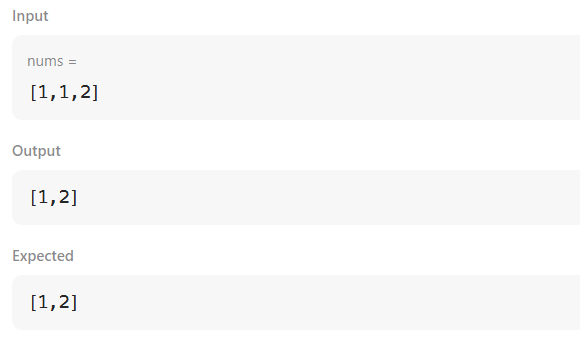 Input
nums =
[1,1,2]
Output
[1,2]
Expected
[1,2]